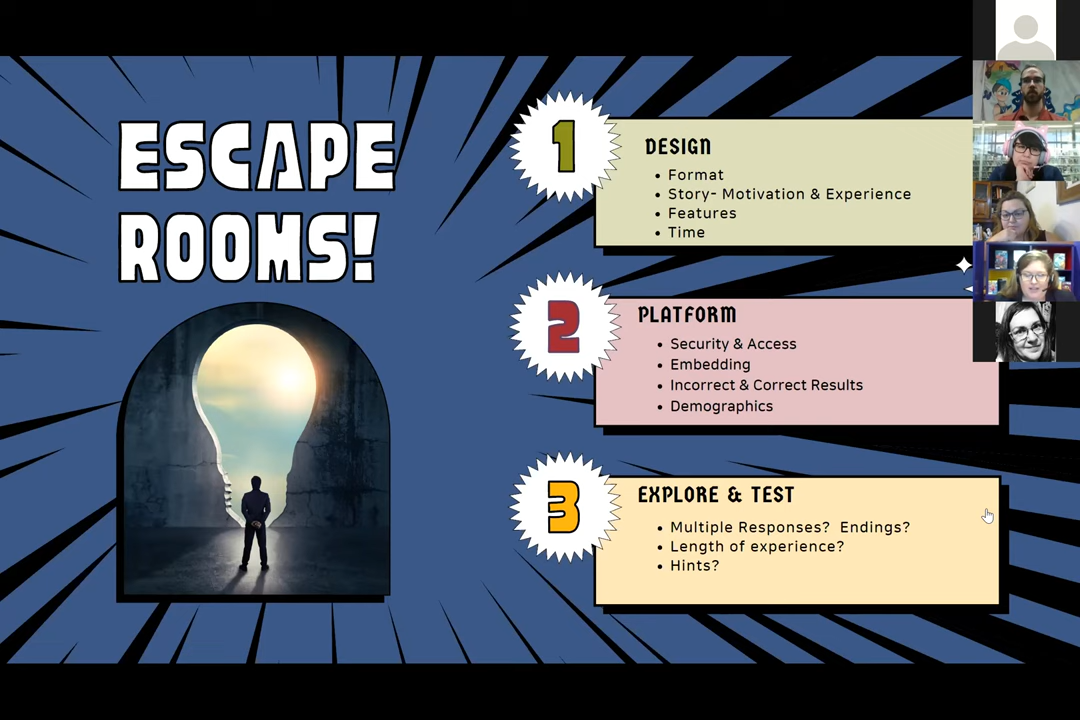 ESCAPE
ROOMS!
1
DESIGN
• Format
• Story- Motivation & Experience
• Features
• Time
2
PLATFORM
• Security & Access
• Embedding
• Incorrect & Correct Results
• Demographics
3
EXPLORE & TEST
• Multiple Responses? Endings?
• Length of experience?
• Hints?